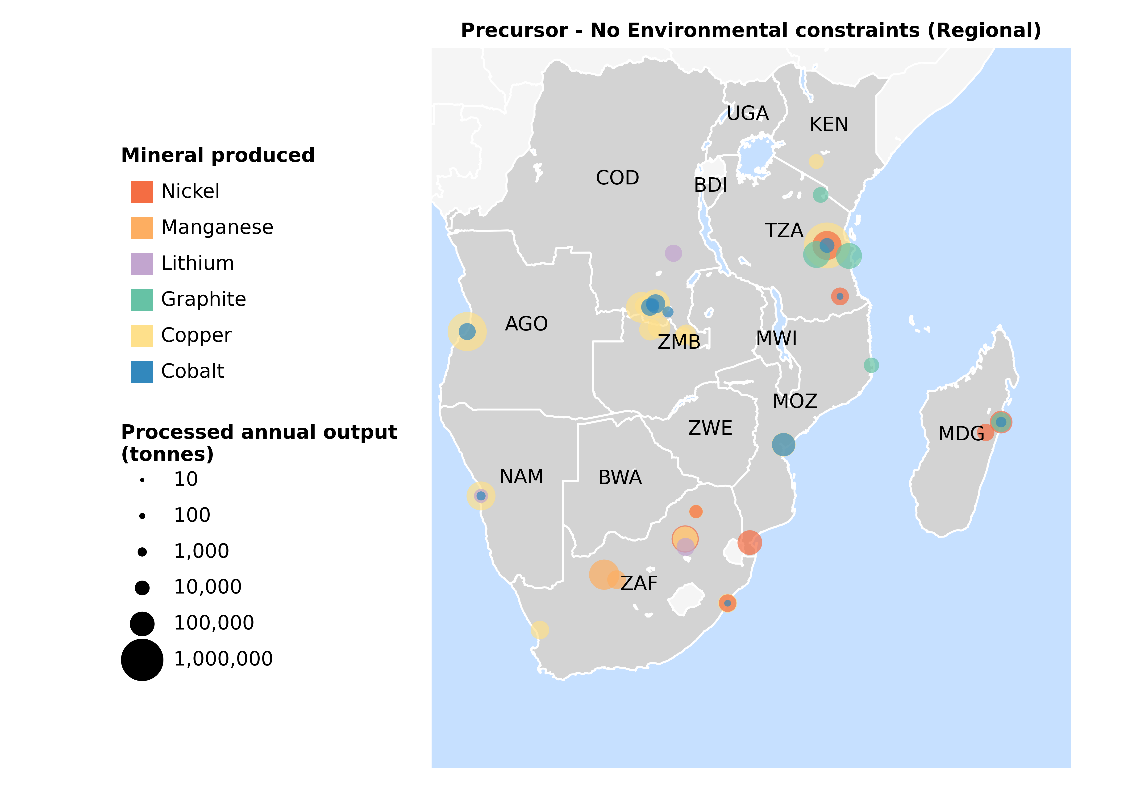 Precursor - No Environmental constraints (Regional)
Mineral produced
Nickel
Manganese
Lithium
Graphite
Copper
Cobalt
Processed annual output
(tonnes)
10
100
1,000
10,000
100,000
1,000,000
UGA
KEN
COD
BDI
TZA
AGO
ZMB
MWI
MOZ
ZWE
MDG
NAM
BWA
ZAF